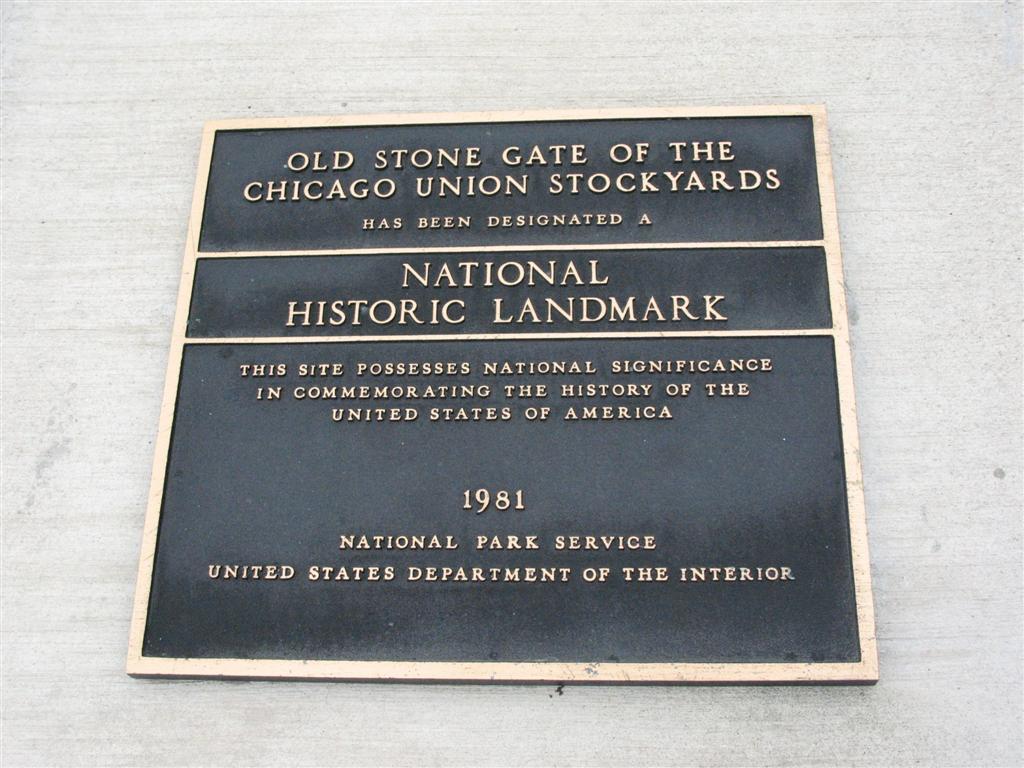 OLD STONE GATE OF THE
CHICAGO UNION STOCKYARDS
HAS BEEN DESIGNATED A
NATIONAL
HISTORIC LANDMARK
THIS SITE POSSESSES NATIONAL SIGNIFICANCE
IN COMMEMORATING THE HISTORY OF THE
UNITED STATES OF AMERICA
1981
NATIONAL PARK SERVICE
UNITED STATES DEPARTMENT OF THE INTERIOR